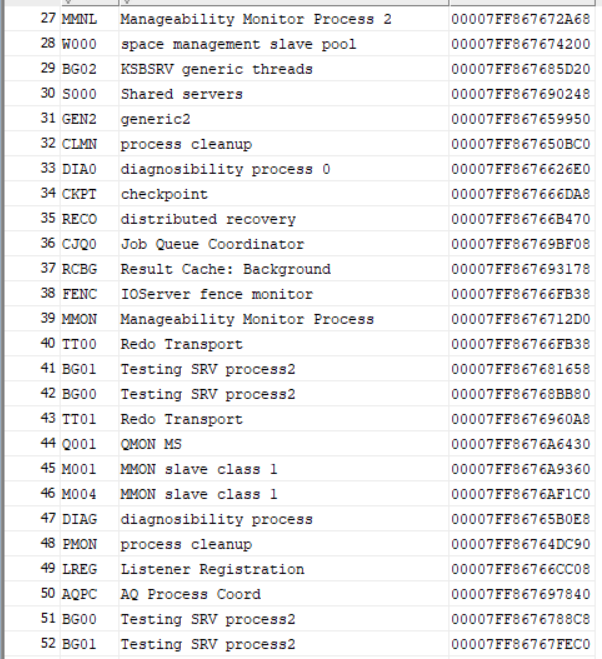 27 MMNL Manageability Monitor Process 2 00007FF867672A68
28 W000 space management slave pool 00007FF867674200
29 BG02 KSBSRV generic threads 00007FF867685D20
30 S000 Shared servers 00007FF867690248
31 GEN2 generic2 00007FF867659950
32 CLMN process cleanup 00007FF867650BC0
33 DIA0 diagnosibility process 0 00007FF8676626E0
34 CKPT checkpoint 00007FF867666DA8
35 RECO distributed recovery 00007FF86766B470
36 CJQ0 Job Queue Coordinator 00007FF86769BF08
37 RCBG Result Cache: Background 00007FF867693178
38 FENC IOServer fence monitor 00007FF86766FB38
39 MMON Manageability Monitor Process 00007FF8676712D0
40 TT00 Redo Transport 00007FF86766FB38
41 BG01 Testing SRV process2 00007FF867681658
42 BG00 Testing SRV process2 00007FF86768BB80
43 TT01 Redo Transport 00007FF8676960A8
44 Q001 QMON MS 00007FF8676A6430
45 M001 MMON slave class 1 00007FF8676A9360
46 M004 MMON slave class 1 00007FF8676AF1C0
47 DIAG diagnosibility process 00007FF86765B0E8
48 PMON process cleanup 00007FF86764DC90
49 LREG Listener Registration 00007FF86766CC08
50 AQPC AQ Process Coord 00007FF867697840
51 BG00 Testing SRV process2 00007FF8676788C8
52 BG01 Testing SRV process2 00007FF86767FEC0